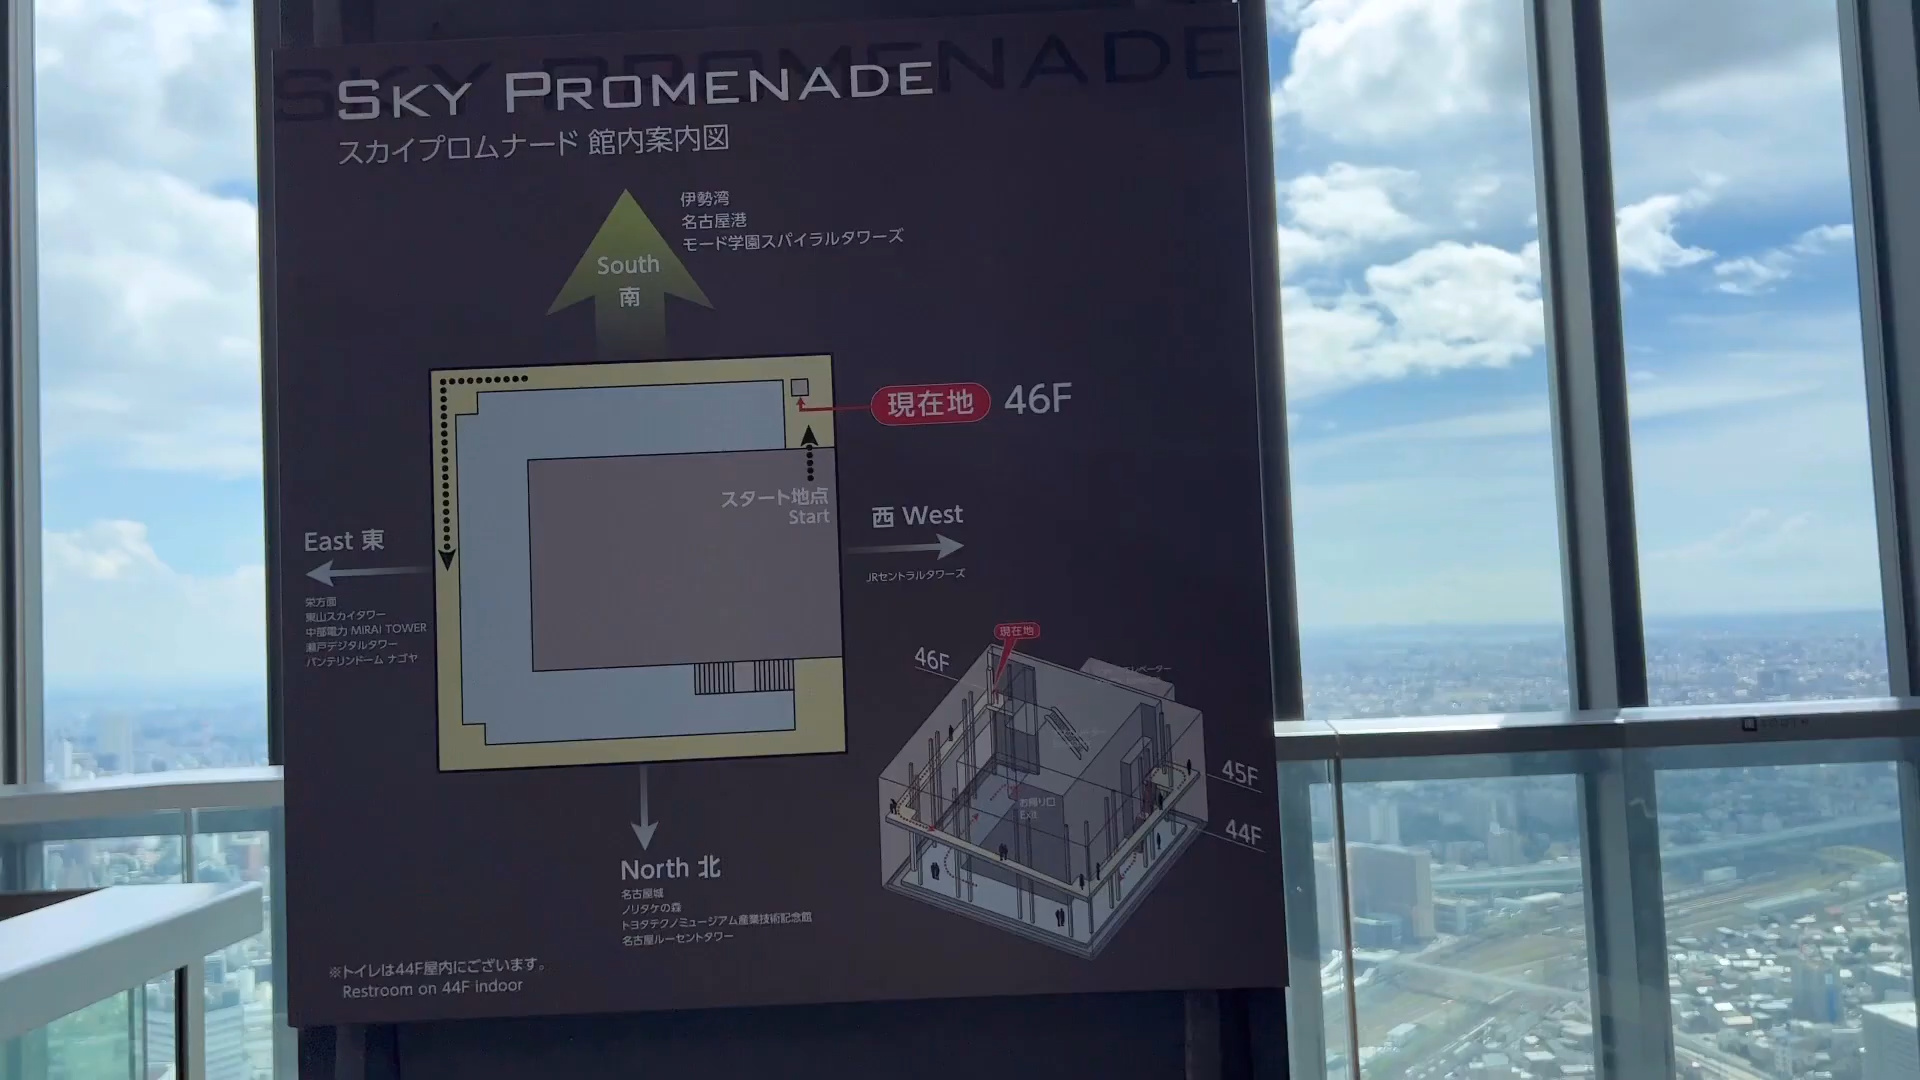 SKY PROMENADE
SKY PROMENADE
スカイプロムナード 館内案内図
伊勢湾
名古屋港
モード学園スパイラルタワーズ
South
南
現在地 46F
スタート地点
Start
西 West
JRセントラルタワーズ
East 東
栄方面
東山スカイタワー
中部電力 MIRAI TOWER
瀬戸デジタルタワー
バンテリンドーム ナゴヤ
North 北
名古屋城
ノリタケの森
トヨタテクノミュージアム産業技術記念館
名古屋ルーセントタワー
現在地
46F
45F
44F
お帰り口
Exit
※トイレは44F屋内にございます。
Restroom on 44F indoor